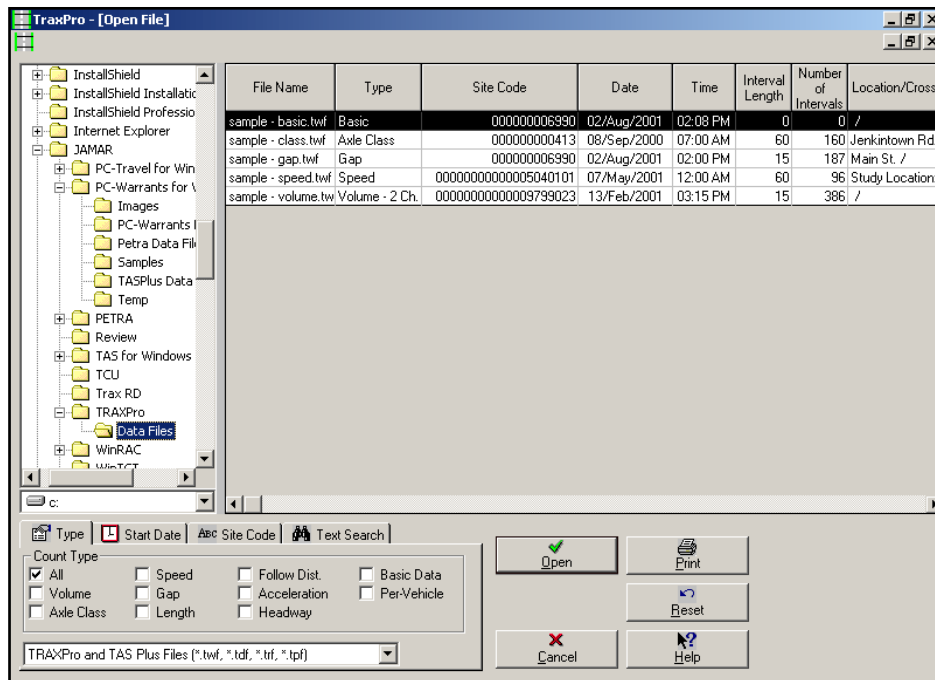 TraxPro - [Open File]
InstallShield
InstallShield Installatic
InstallShield Professio
Internet Explorer
JAMAR
PC-Travel for Win
PC-Warrants for V
Images
PC-Warrants I
Petra Data File
Samples
TASPlus Data
Temp
PETRA
Review
TAS for Windows
TCU
Trax RD
TRAXPro
Data Files
WinRAC
WinTCT
c:
File Name Type Site Code Date Time Interval Length Number of Intervals Location/Cross
sample - basic.twf Basic 000000006990 02/Aug/2001 02:08 PM 0 0 /
sample - class.twf Axle Class 000000000413 08/Sep/2000 07:00 AM 60 160 Jenkintown Rd.
sample - gap.twf Gap 000000006990 02/Aug/2001 02:00 PM 15 187 Main St. /
sample - speed.twf Speed 00000000000005040101 07/May/2001 12:00 AM 60 96 Study Location:
sample - volume.tw Volume - 2 Ch. 00000000000009799023 13/Feb/2001 03:15 PM 15 386 /
Type Start Date ABC Site Code Text Search
Count Type
All Speed Follow Dist. Basic Data
Volume Gap Acceleration Per-Vehicle
Axle Class Length Headway
TRAXPro and TAS Plus Files (*.twf, *.tdf, *.trf, *.tpf)
Open Print
Reset
Cancel Help